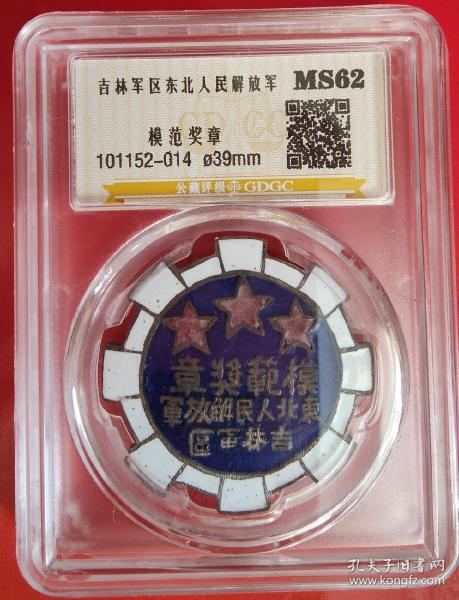 吉林军区东北人民解放军
MS62
模范奖章
101152-014 ø39mm
公藏评级 GDGC
章奖範模
軍放解民人北東
區軍林吉
孔夫子旧书网
www.kongfz.com